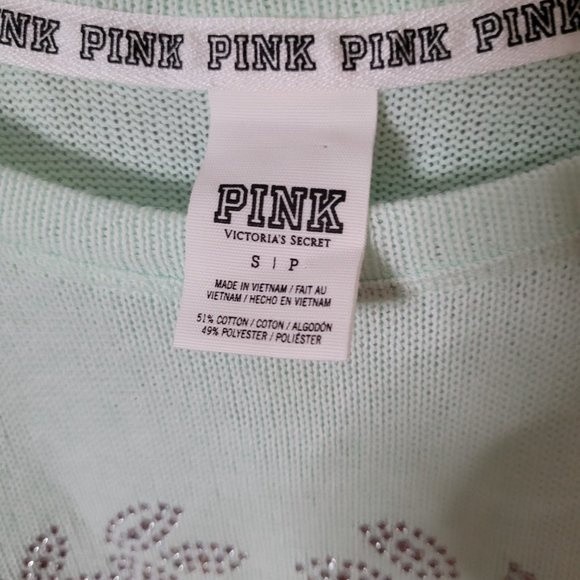 PINK PINK PINK PINK PINK
PINK
VICTORIA'S SECRET
S | P
MADE IN VIETNAM / FAIT AU
VIETNAM / HECHO EN VIETNAM
51% COTTON / COTON / ALGODÓN
49% POLYESTER / POLIÉSTER